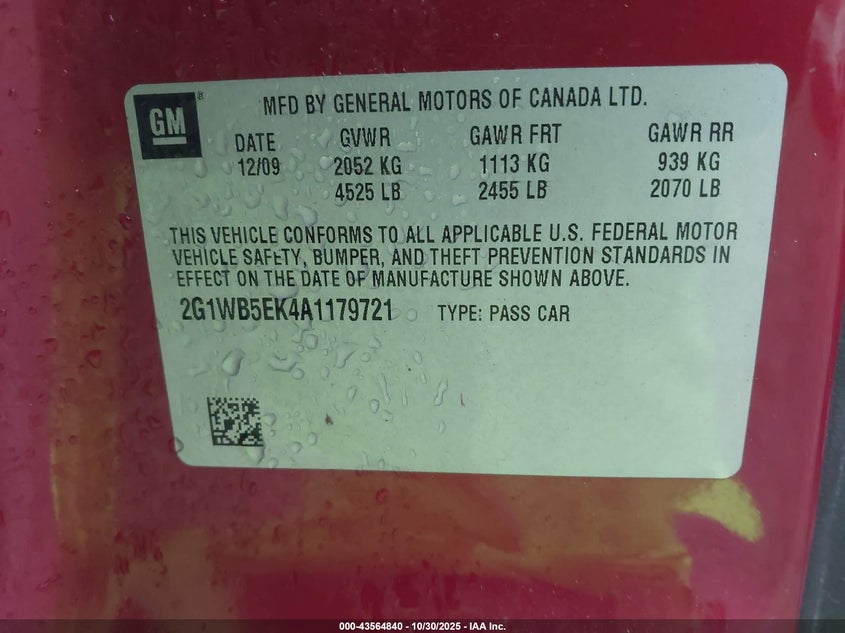 GM®
MFD BY GENERAL MOTORS OF CANADA LTD.
DATE GVWR GAWR FRT GAWR RR
12/09 2052 KG 1113 KG 939 KG
4525 LB 2455 LB 2070 LB
THIS VEHICLE CONFORMS TO ALL APPLICABLE U.S. FEDERAL MOTOR
VEHICLE SAFETY, BUMPER, AND THEFT PREVENTION STANDARDS IN
EFFECT ON THE DATE OF MANUFACTURE SHOWN ABOVE.
2G1WB5EK4A1179721 TYPE: PASS CAR
000-43564840 - 10/30/2025 - IAA Inc.